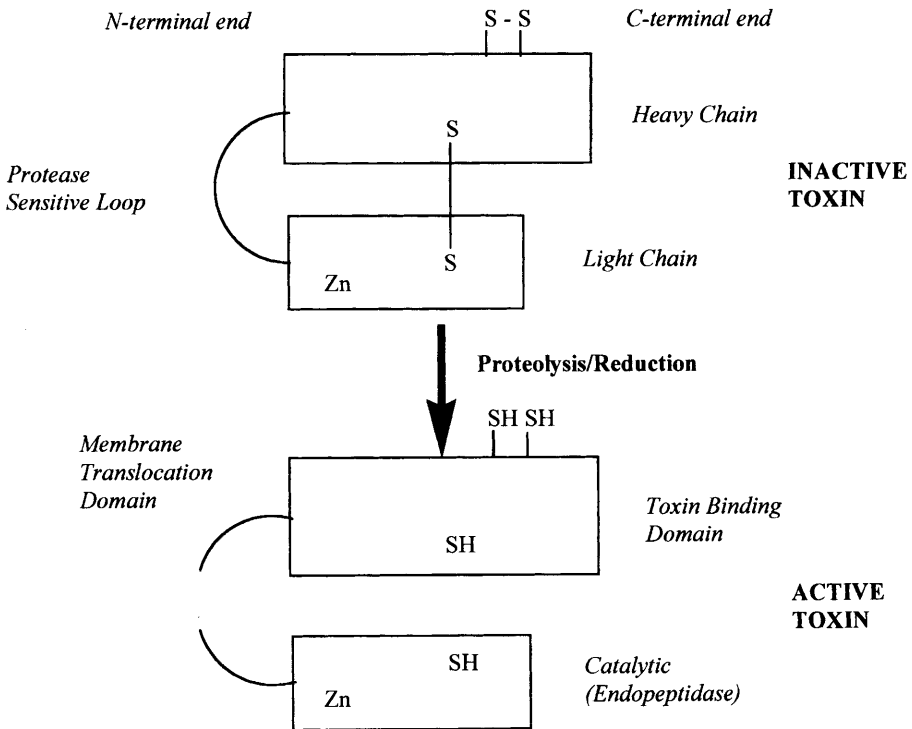 N-terminal end
S - S
C-terminal end
Heavy Chain
S
Protease
Sensitive Loop
INACTIVE
TOXIN
S
Light Chain
Zn
Proteolysis/Reduction
SH SH
Membrane
Translocation
Domain
Toxin Binding
Domain
SH
ACTIVE
TOXIN
SH
Catalytic
(Endopeptidase)
Zn